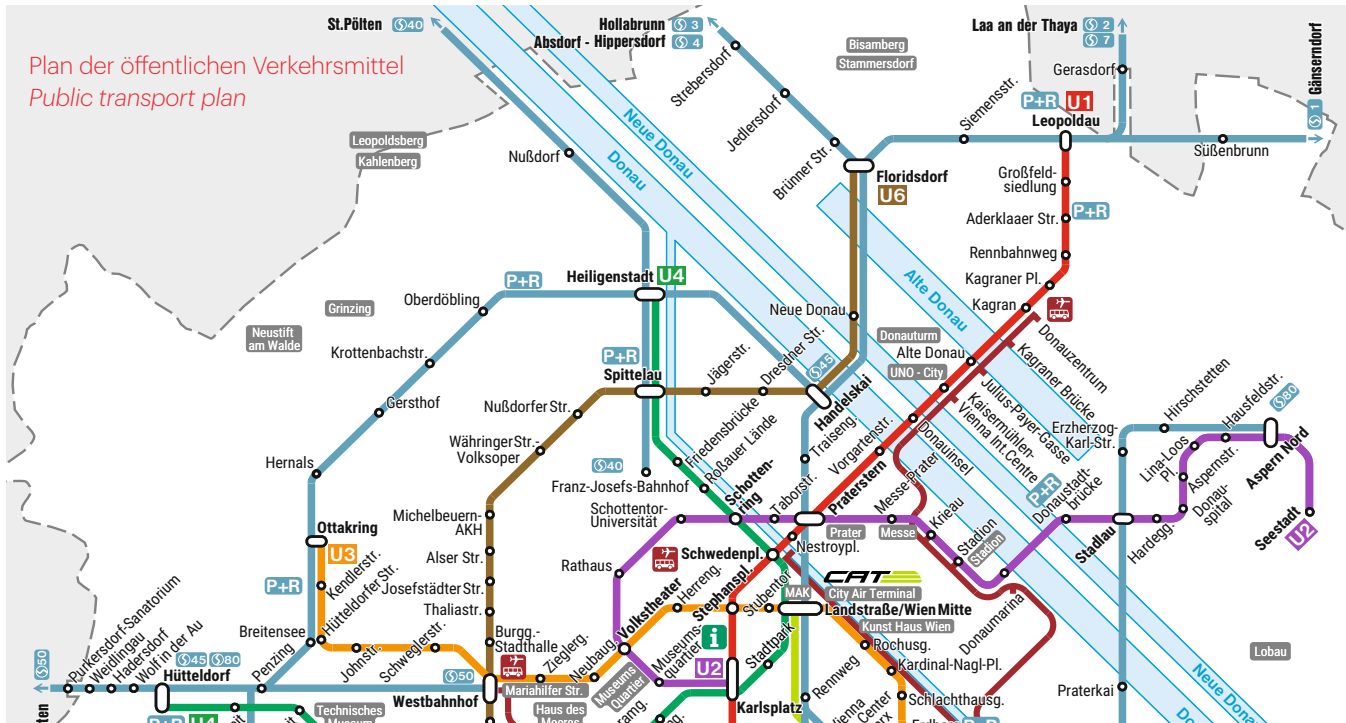 Plan der öffentlichen Verkehrsmittel
Public transport plan
St.Pölten S40
Hollabrunn S 3
Absdorf - Hippersdorf S 4
Bisamberg
Stammersdorf
Laa an der Thaya S 2
S 7
Gerasdorf
S 1 Gänserndorf
P+R U1
Leopoldau
Siemensstr.
Süßenbrunn
Strebersdorf
Jedlersdorf
Brünner Str.
Floridsdorf
U6
Neue Donau
Donau
Leopoldsberg
Kahlenberg
Nußdorf
Großfeld-
siedlung
Aderklaaer Str.
P+R
Rennbahnweg
Kagraner Pl.
Kagran
Alte Donau
Heiligenstadt U4
P+R
Oberdöbling
Grinzing
Neustift
am Walde
Krottenbachstr.
Gersthof
Hernals
Neue Donau
Donauturm
Alte Donau
UNO - City
Donauzentrum
Kagraner Brücke
Julius-Payer-Gasse
Kaisermühlen-
Vienna Int.Centre
Donauinsel
P+R
Spittelau
Jägerstr.
Dresdner Str.
S45
Handelskai
Nußdorfer Str.
Währinger Str.-
Volksoper
Friedensbrücke
Roßauer Lände
S40
Franz-Josefs-Bahnhof
Traiseng.
Vorgartenstr.
Erzherzog-
Karl-Str.
Hirschstetten
Hausfeldstr.
S80
Aspern Nord
Lina-Loos
Pl.
Aspernstr.
Donau-
spital
Hardegg.
Seestadt
U2
P+R
Donaustadt-
brücke
Stadlau
Schottentor-
Universität
Schotten-
ring
Taborstr.
Praterstern
Messe-Prater
Krieau
Stadion
Stadion
Prater
Messe
Nestroypl.
Schwedenpl.
Michelbeuern-
AKH
Alser Str.
Josefstädter Str.
Thaliastr.
Burgg.-
Stadthalle
Rathaus
Ottakring
U3
Kendlerstr.
Hütteldorfer Str.
P+R
Breitensee
Johnstr.
Schweglerstr.
Penzing
Purkersdorf-Sanatorium
Weidlingau
Hadersdorf
Wolf in der Au
S45 S80
Hütteldorf
S50
P+R U4
Technisches
Museum
S50
Westbahnhof
Zieglerg.
Neubaug.
Mariahilfer Str.
Haus des
Meeres
Volkstheater
Herreng.
Stephanspl.
Stubentor
Museums
Quartier
Museums-
quartier
i
U2
Stadtpark
Karlsplatz
MAK
CAT
City Air Terminal
Landstraße/Wien Mitte
Kunst Haus Wien
Rochusg.
Kardinal-Nagl-Pl.
Schlachthausg.
Rennweg
Donaumarina
Praterkai
Lobau
Neue Donau
P+R